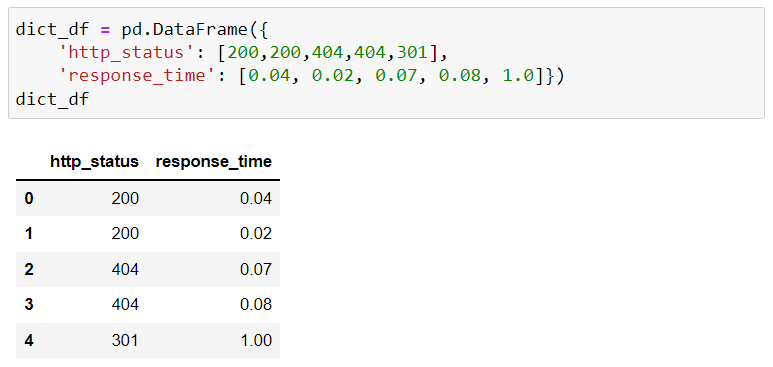 dict_df = pd.DataFrame({
    'http_status': [200,200,404,404,301],
    'response_time': [0.04, 0.02, 0.07, 0.08, 1.0]})
dict_df
http_status response_time
0 200 0.04
1 200 0.02
2 404 0.07
3 404 0.08
4 301 1.00